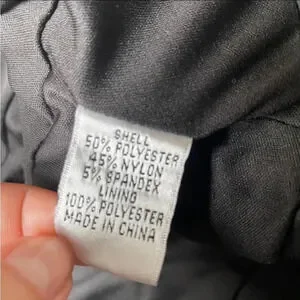 SHELL
50% POLYESTER
45% NYLON
5% SPANDEX
LINING
100% POLYESTER
MADE IN CHINA